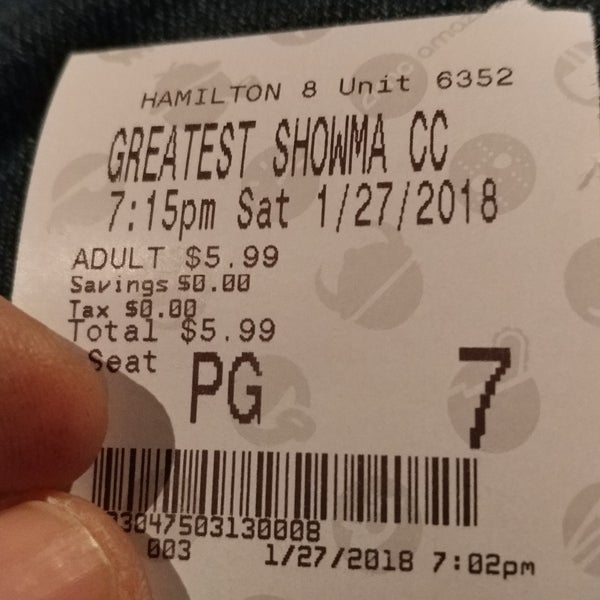 HAMILTON 8 Unit 6352
GREATEST SHOWMA CC
7:15pm Sat 1/27/2018
ADULT $5.99
Savings $0.00
Tax $0.00
Total $5.99
Seat
PG 7
33047503130008
003 1/27/2018 7:02pm